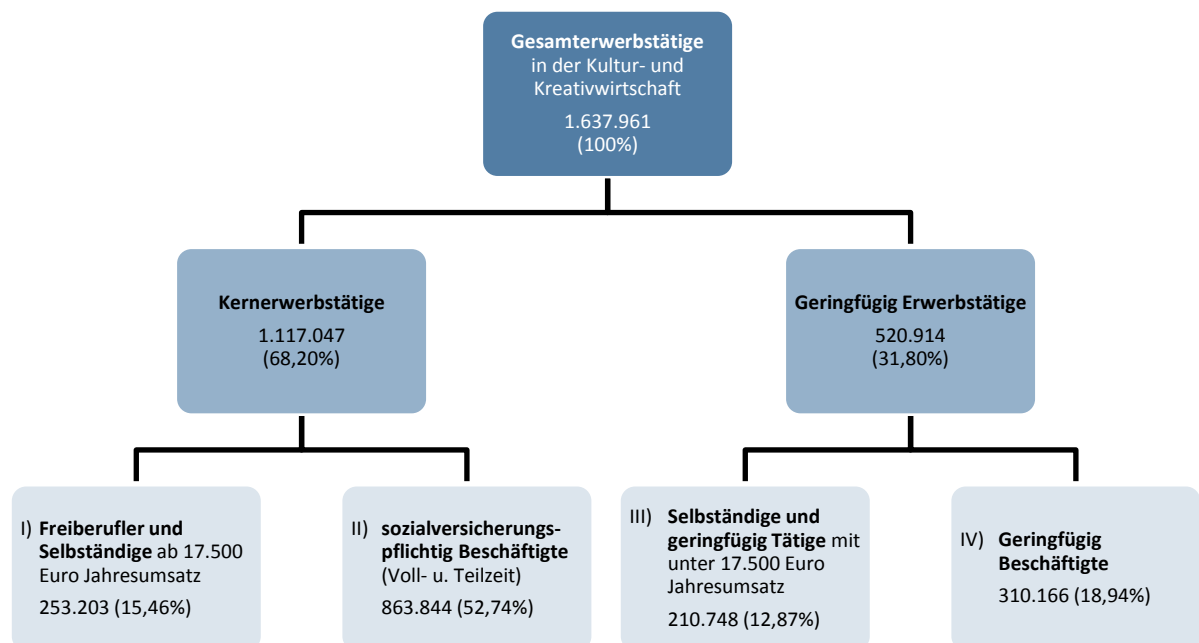 Gesamterwerbstätige
in der Kultur- und
Kreativwirtschaft
1.637.961
(100%)
Kernerwerbstätige
1.117.047
(68,20%)
Geringfügig Erwerbstätige
520.914
(31,80%)
I) Freiberufler und
Selbständige ab 17.500
Euro Jahresumsatz
253.203 (15,46%)
II) sozialversicherungs-
pflichtig Beschäftigte
(Voll- u. Teilzeit)
863.844 (52,74%)
III) Selbständige und
geringfügig Tätige mit
unter 17.500 Euro
Jahresumsatz
210.748 (12,87%)
IV) Geringfügig
Beschäftigte
310.166 (18,94%)